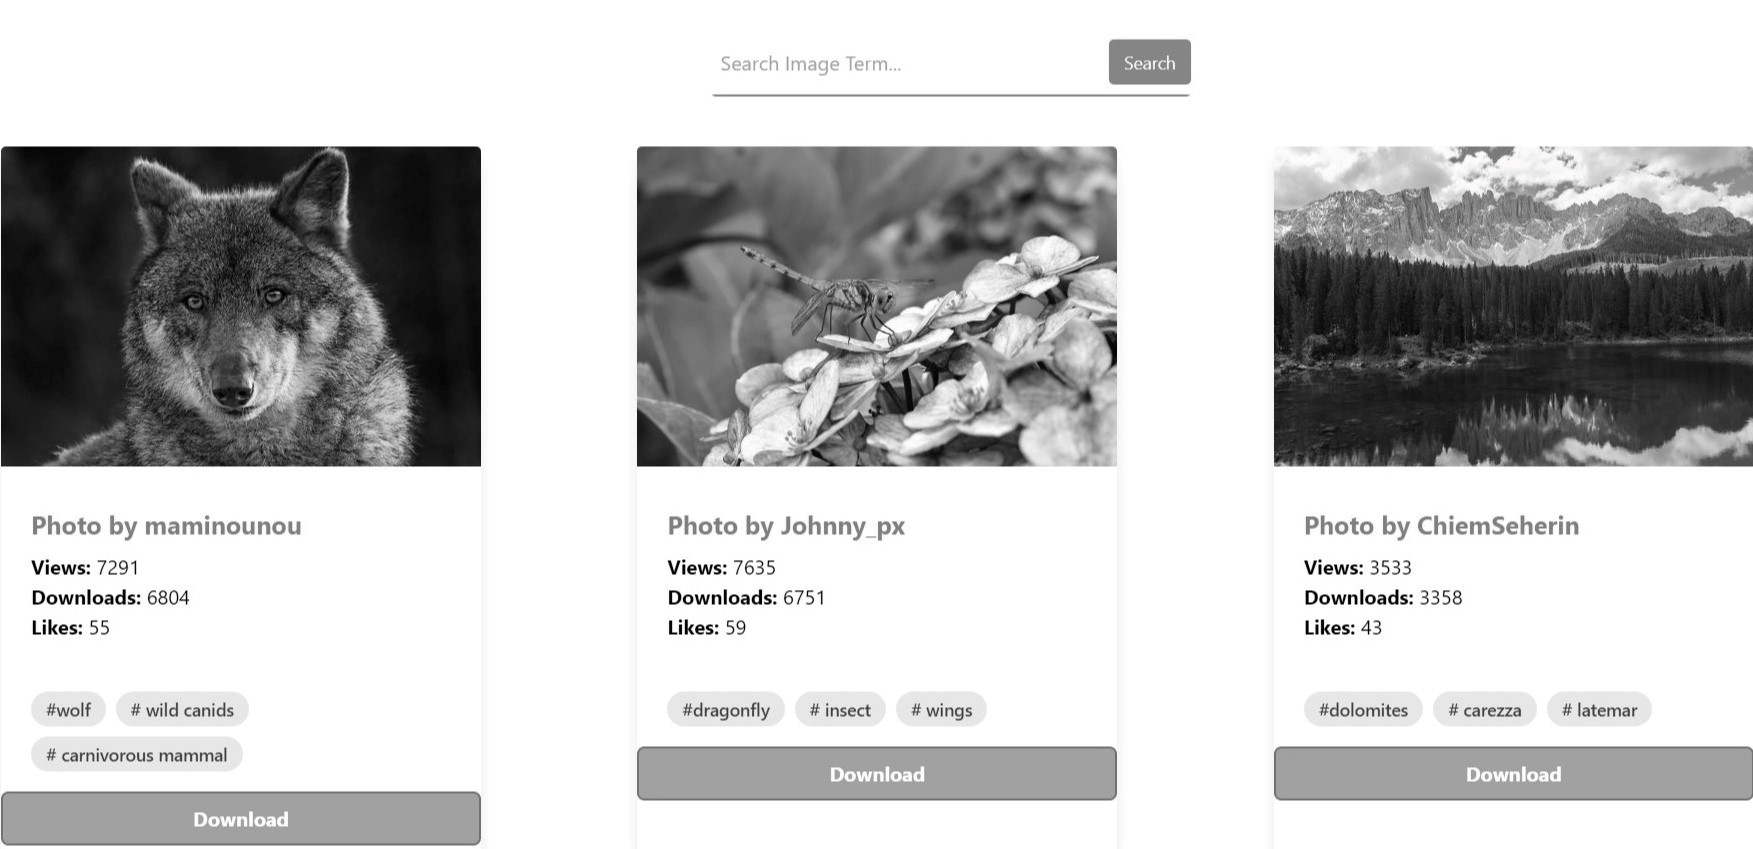 Search Image Term...
Search
Photo by maminounou
Views: 7291
Downloads: 6804
Likes: 55
#wolf
# wild canids
# carnivorous mammal
Download
Photo by Johnny_px
Views: 7635
Downloads: 6751
Likes: 59
#dragonfly
# insect
# wings
Download
Photo by ChiemSeherin
Views: 3533
Downloads: 3358
Likes: 43
#dolomites
# carezza
# latemar
Download